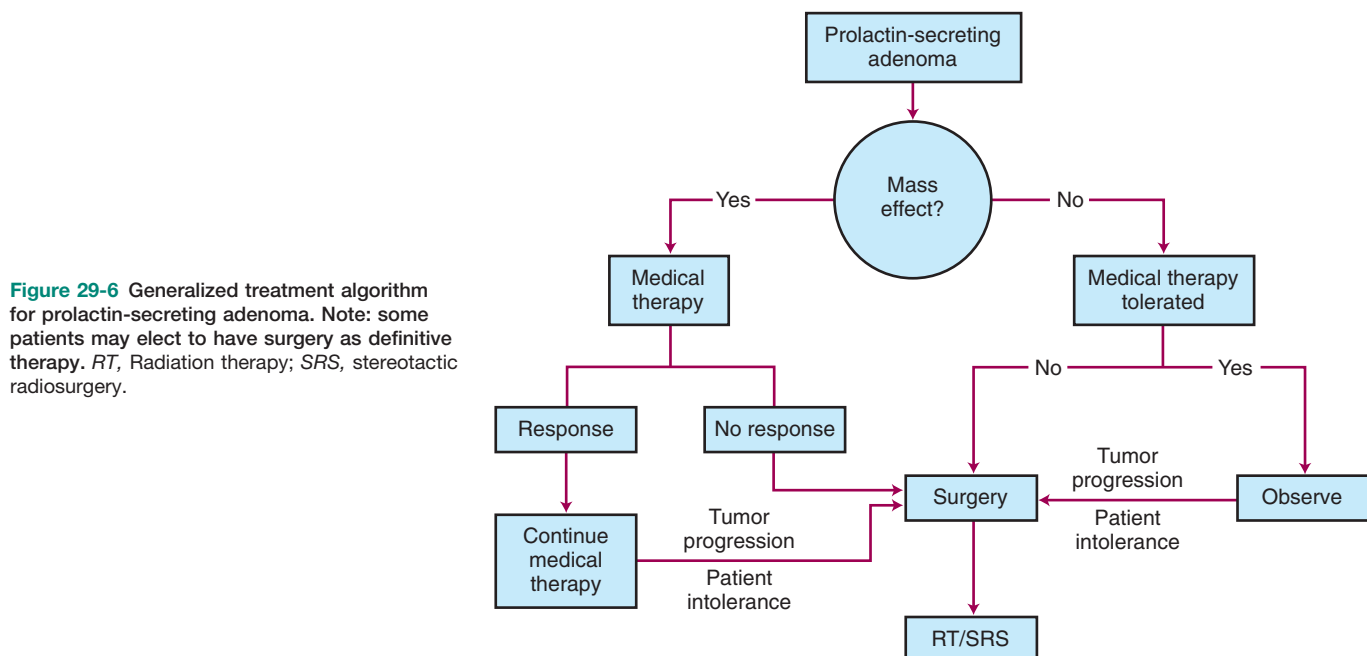 Prolactin-secreting
adenoma
Mass
effect?
Yes
No
Medical
therapy
Medical therapy
tolerated
Figure 29-6 Generalized treatment algorithm
for prolactin-secreting adenoma. Note: some
patients may elect to have surgery as definitive
therapy. RT, Radiation therapy; SRS, stereotactic
radiosurgery.
No
Yes
Response
No response
Tumor
progression
Surgery
Observe
Patient
intolerance
Continue
medical
therapy
Tumor
progression
Patient
intolerance
RT/SRS